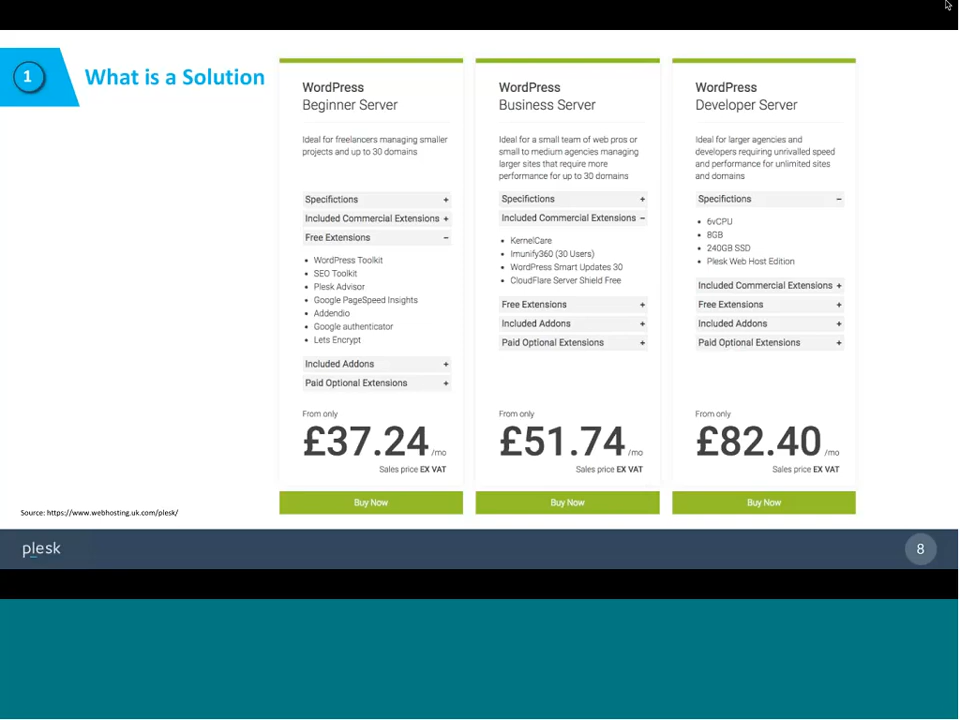 1
What is a Solution
WordPress
Beginner Server
Ideal for freelancers managing smaller
projects and up to 30 domains
Specifictions +
Included Commercial Extensions +
Free Extensions −
• WordPress Toolkit
• SEO Toolkit
• Plesk Advisor
• Google PageSpeed Insights
• Addendio
• Google authenticator
• Lets Encrypt
Included Addons +
Paid Optional Extensions +
From only
£37.24 /mo
Sales price EX VAT
Buy Now
WordPress
Business Server
Ideal for a small team of web pros or
small to medium agencies managing
larger sites that require more
performance for up to 30 domains
Specifictions +
Included Commercial Extensions −
• KernelCare
• Imunify360 (30 Users)
• WordPress Smart Updates 30
• CloudFlare Server Shield Free
Free Extensions +
Included Addons +
Paid Optional Extensions +
From only
£51.74 /mo
Sales price EX VAT
Buy Now
WordPress
Developer Server
Ideal for larger agencies and
developers requiring unrivalled speed
and performance for unlimited sites
and domains
Specifictions −
• 6vCPU
• 8GB
• 240GB SSD
• Plesk Web Host Edition
Included Commercial Extensions +
Free Extensions +
Included Addons +
Paid Optional Extensions +
From only
£82.40 /mo
Sales price EX VAT
Buy Now
Source: https://www.webhosting.uk.com/plesk/
plesk
8